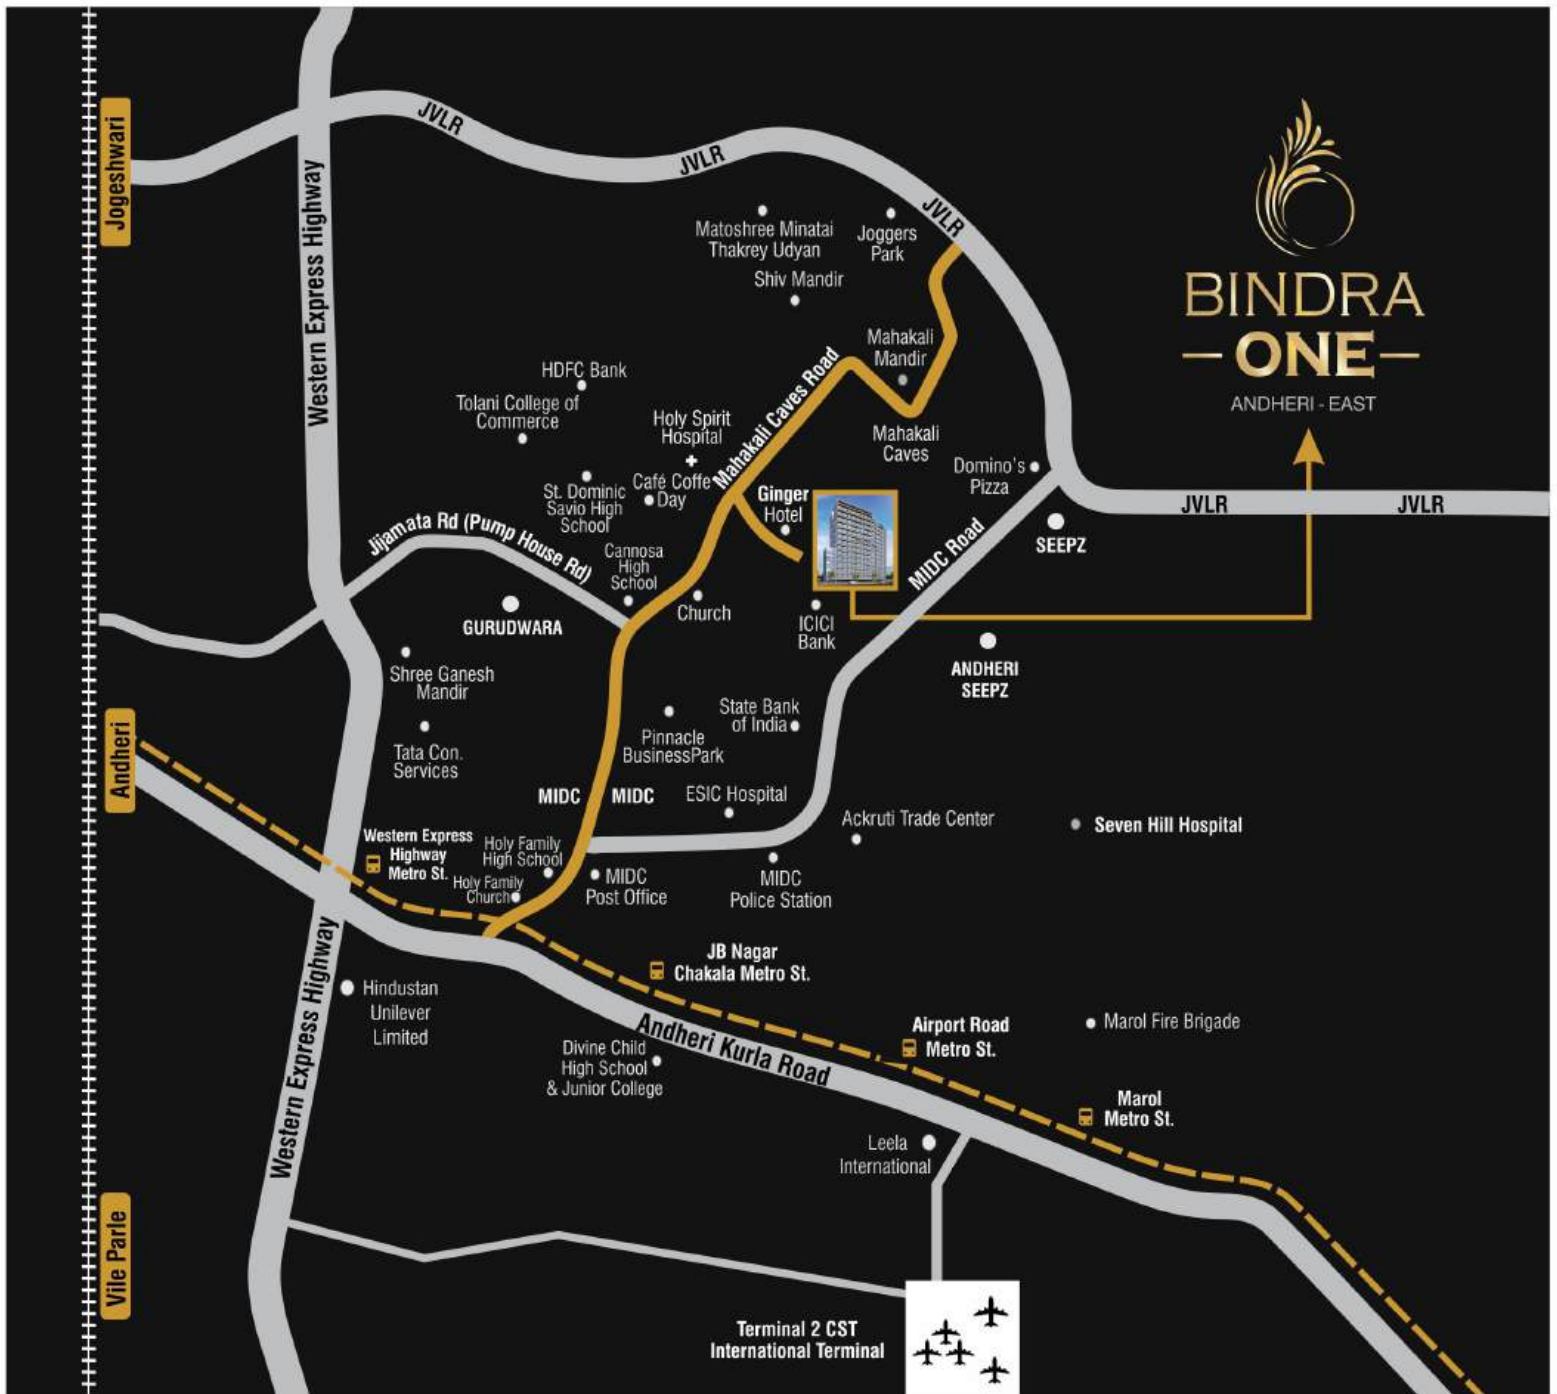 JVLR
Jogeshwari
JVLR
JVLR
Western Express Highway
Matoshree Minatai
Thakrey Udyan
Joggers
Park
Shiv Mandir
BINDRA
ONE
ANDHERI - EAST
Mahakali
Mandir
HDFC Bank
Tolani College of
Commerce
Holy Spirit
Hospital
Mahakali Caves Road
Mahakali
Caves
Domino's
Pizza
St. Dominic
Savio High
School
Café Coffe
Day
Ginger
Hotel
JVLR
JVLR
SEEPZ
MIDC Road
Jijamata Rd (Pump House Rd)
Cannosa
High
School
Church
GURUDWARA
ICICI
Bank
ANDHERI
SEEPZ
Shree Ganesh
Mandir
Andheri
Tata Con.
Services
Pinnacle
BusinessPark
State Bank
of India
MIDC
MIDC
ESIC Hospital
Ackruti Trade Center
Seven Hill Hospital
Western Express
Highway
Metro St.
Holy Family
High School
Holy Family
Church
MIDC
Post Office
MIDC
Police Station
JB Nagar
Chakala Metro St.
Western Express Highway
Hindustan
Unilever
Limited
Andheri Kurla Road
Divine Child
High School
& Junior College
Airport Road
Metro St.
Marol Fire Brigade
Marol
Metro St.
Leela
International
Vile Parle
Terminal 2 CST
International Terminal